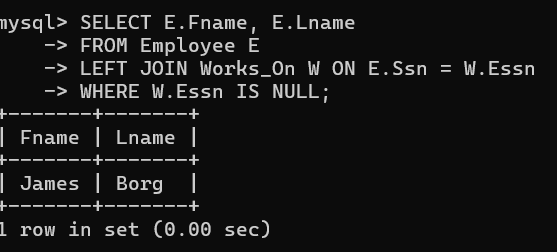 mysql> SELECT E.Fname, E.Lname
    -> FROM Employee E
    -> LEFT JOIN Works_On W ON E.Ssn = W.Essn
    -> WHERE W.Essn IS NULL;
+-------+-------+
| Fname | Lname |
+-------+-------+
| James | Borg  |
+-------+-------+
1 row in set (0.00 sec)